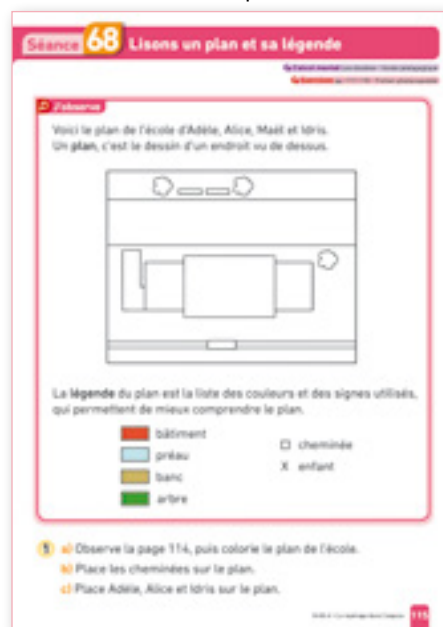 Séance 68 Lisons un plan et sa légende
J'observe
Voici le plan de l'école d'Adèle, Alice, Maël et Idris.
Un plan, c'est le dessin d'un endroit vu de dessus.
La légende du plan est la liste des couleurs et des signes utilisés,
qui permettent de mieux comprendre le plan.
bâtiment
préau
banc
arbre
cheminée
X enfant
1 a) Observe la page 114, puis colorie le plan de l'école.
b) Place les cheminées sur le plan.
c) Place Adèle, Alice et Idris sur le plan.
115